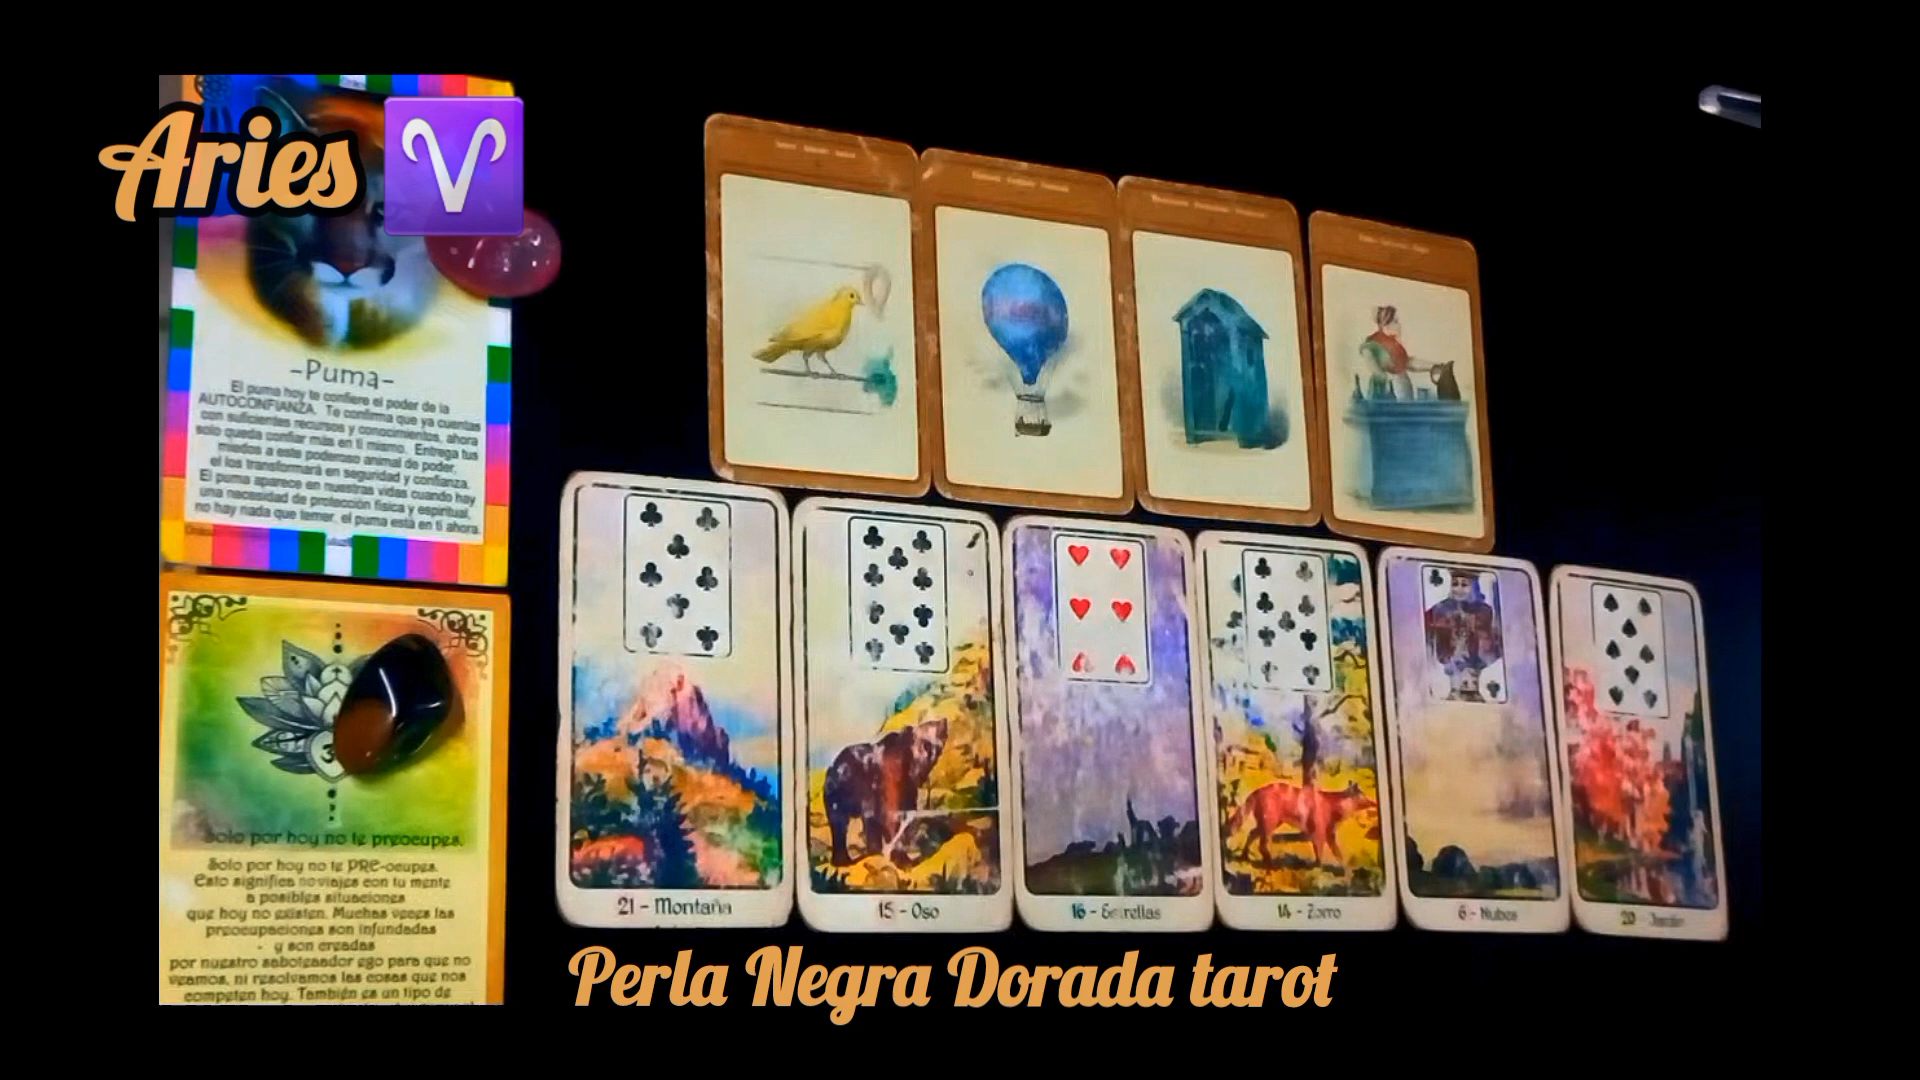 Aries
-Puma-
El puma hoy te confiere el poder de la
AUTOCONFIANZA. Te confirma que ya cuentas
con suficientes recursos y conocimientos, ahora
solo queda confiar más en ti mismo. Entrega tus
miedos a este poderoso animal de poder,
el los transformará en seguridad y confianza.
El puma aparece en nuestras vidas cuando hay
una necesidad de protección física y espiritual,
no hay nada que temer, el puma está en ti ahora.
3
Solo por hoy no te preocupes.
Solo por hoy no te PRE-ocupes.
Esto significa no viajes con tu mente
a posibles situaciones
que hoy no existen. Muchas veces las
preocupaciones son infundadas
- y son creadas
por nuestro saboteador ego para que no
veamos, ni resolvamos las cosas que nos
competen hoy. También es un tipo de
21 - Montaña
15 - Oso
16 - Estrellas
14 - Zorro
6 - Nubes
20 - Jardín
Perla Negra Dorada tarot